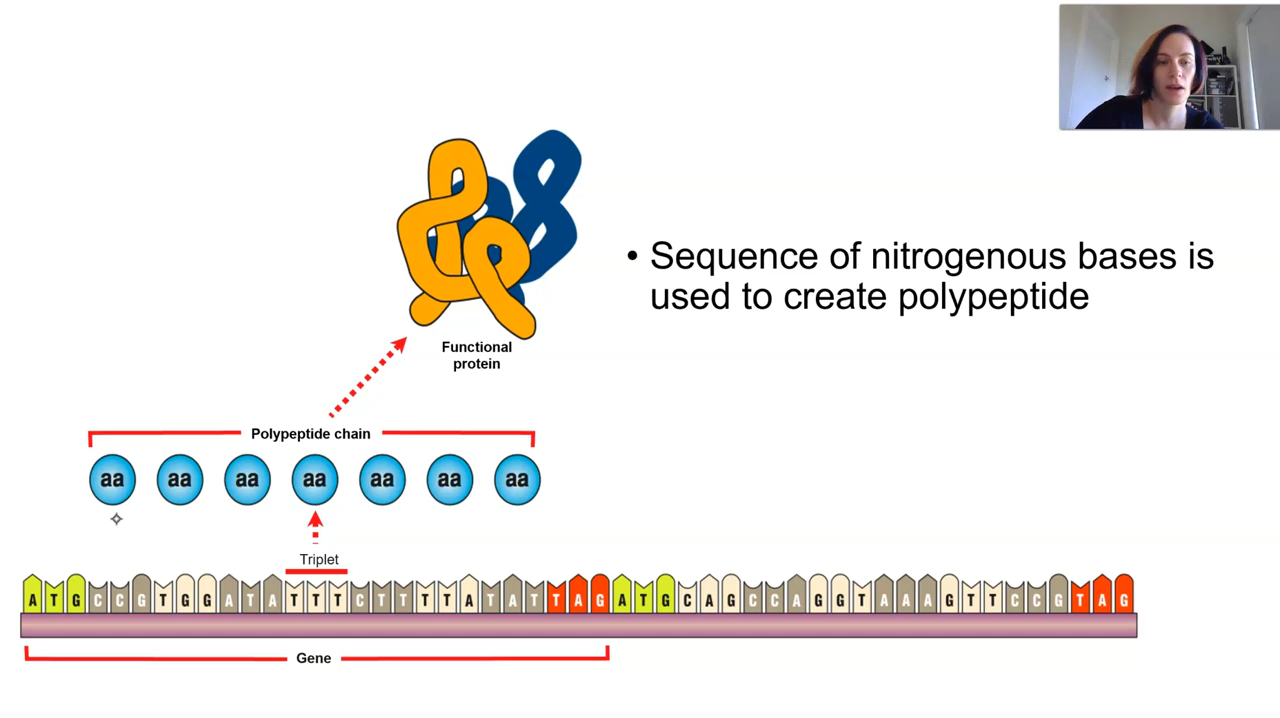 • Sequence of nitrogenous bases is
used to create polypeptide
Functional
protein
Polypeptide chain
aa aa aa aa aa aa aa
Triplet
A T G C C G T G G A T A T T T C T T T T A T A T T A G A T G C A G C C A G G T A A A G T T C C G T A G
Gene